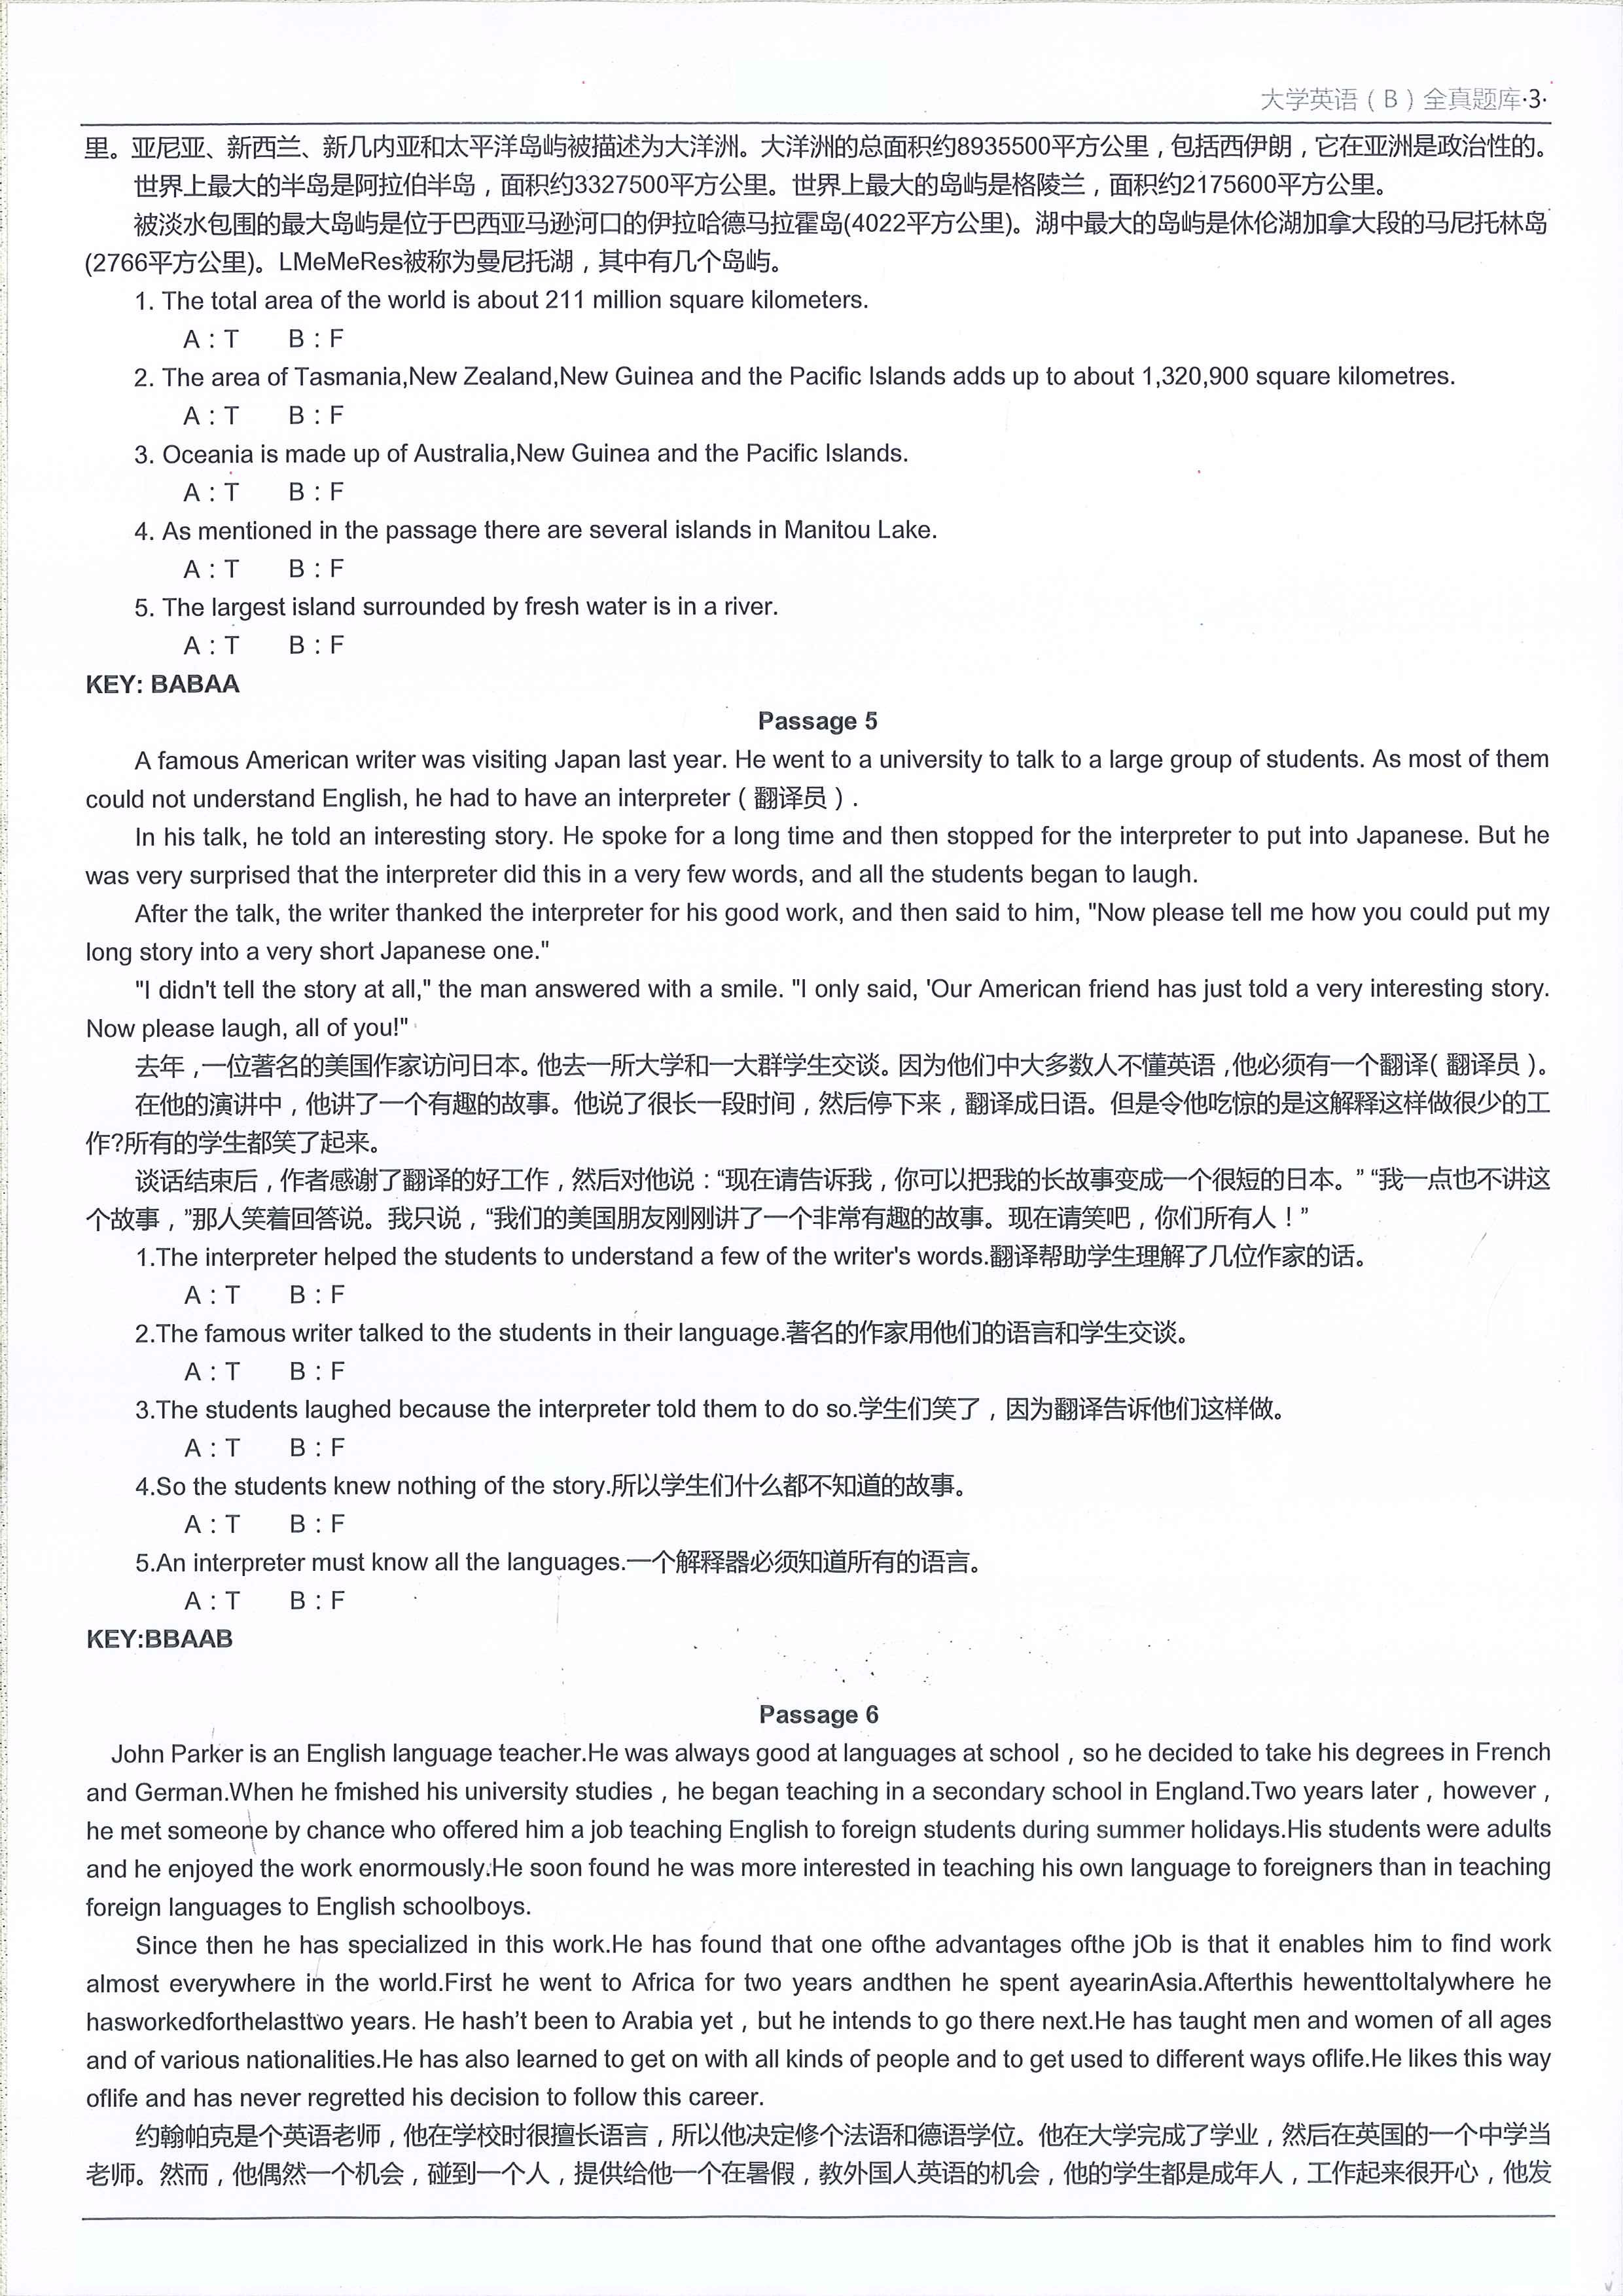 大学英语（B）全真题库·3·
里。亚尼亚、新西兰、新几内亚和太平洋岛屿被描述为大洋洲。大洋洲的总面积约8935500平方公里，包括西伊朗，它在亚洲是政治性的。
世界上最大的半岛是阿拉伯半岛，面积约3327500平方公里。世界上最大的岛屿是格陵兰，面积约2175600平方公里。
被淡水包围的最大岛屿是位于巴西亚马逊河口的伊拉哈德马拉霍岛(4022平方公里)。湖中最大的岛屿是休伦湖加拿大段的马尼托林岛
(2766平方公里)。LMeMeRes被称为曼尼托湖，其中有几个岛屿。
1. The total area of the world is about 211 million square kilometers.
A : T B : F
2. The area of Tasmania,New Zealand,New Guinea and the Pacific Islands adds up to about 1,320,900 square kilometres.
A : T B : F
3. Oceania is made up of Australia,New Guinea and the Pacific Islands.
A : T B : F
4. As mentioned in the passage there are several islands in Manitou Lake.
A : T B : F
5. The largest island surrounded by fresh water is in a river.
A : T B : F
KEY: BABAA
Passage 5
A famous American writer was visiting Japan last year. He went to a university to talk to a large group of students. As most of them
could not understand English, he had to have an interpreter（翻译员）.
In his talk, he told an interesting story. He spoke for a long time and then stopped for the interpreter to put into Japanese. But he
was very surprised that the interpreter did this in a very few words, and all the students began to laugh.
After the talk, the writer thanked the interpreter for his good work, and then said to him, "Now please tell me how you could put my
long story into a very short Japanese one."
"I didn't tell the story at all," the man answered with a smile. "I only said, 'Our American friend has just told a very interesting story.
Now please laugh, all of you!"
去年，一位著名的美国作家访问日本。他去一所大学和一大群学生交谈。因为他们中大多数人不懂英语，他必须有一个翻译（翻译员）。
在他的演讲中，他讲了一个有趣的故事。他说了很长一段时间，然后停下来，翻译成日语。但是令他吃惊的是这解释这样做很少的工
作?所有的学生都笑了起来。
谈话结束后，作者感谢了翻译的好工作，然后对他说：“现在请告诉我，你可以把我的长故事变成一个很短的日本。” “我一点也不讲这
个故事，”那人笑着回答说。我只说，“我们的美国朋友刚刚讲了一个非常有趣的故事。现在请笑吧，你们所有人！”
1.The interpreter helped the students to understand a few of the writer's words.翻译帮助学生理解了几位作家的话。
A : T B : F
2.The famous writer talked to the students in their language.著名的作家用他们的语言和学生交谈。
A : T B : F
3.The students laughed because the interpreter told them to do so.学生们笑了，因为翻译告诉他们这样做。
A : T B : F
4.So the students knew nothing of the story.所以学生们什么都不知道的故事。
A : T B : F
5.An interpreter must know all the languages.一个解释器必须知道所有的语言。
A : T B : F
KEY:BBAAB
Passage 6
John Parker is an English language teacher.He was always good at languages at school，so he decided to take his degrees in French
and German.When he fmished his university studies，he began teaching in a secondary school in England.Two years later，however，
he met someone by chance who offered him a job teaching English to foreign students during summer holidays.His students were adults
and he enjoyed the work enormously.He soon found he was more interested in teaching his own language to foreigners than in teaching
foreign languages to English schoolboys.
Since then he has specialized in this work.He has found that one ofthe advantages ofthe jOb is that it enables him to find work
almost everywhere in the world.First he went to Africa for two years andthen he spent ayearinAsia.Afterthis hewenttoItalywhere he
hasworkedforthelasttwo years. He hash’t been to Arabia yet，but he intends to go there next.He has taught men and women of all ages
and of various nationalities.He has also learned to get on with all kinds of people and to get used to different ways oflife.He likes this way
oflife and has never regretted his decision to follow this career.
约翰帕克是个英语老师，他在学校时很擅长语言，所以他决定修个法语和德语学位。他在大学完成了学业，然后在英国的一个中学当
老师。然而，他偶然一个机会，碰到一个人，提供给他一个在暑假，教外国人英语的机会，他的学生都是成年人，工作起来很开心，他发